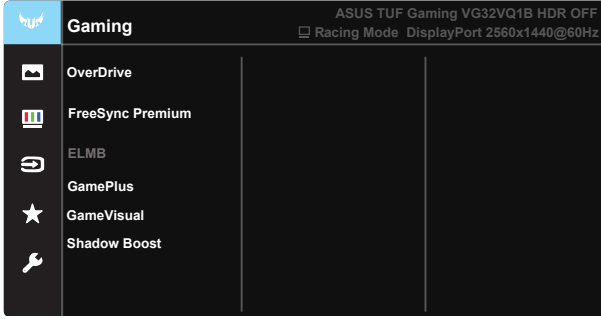 ASUS TUF Gaming VG32VQ1B HDR OFF
Gaming
Racing Mode DisplayPort 2560x1440@60Hz
OverDrive
FreeSync Premium
ELMB
GamePlus
GameVisual
Shadow Boost